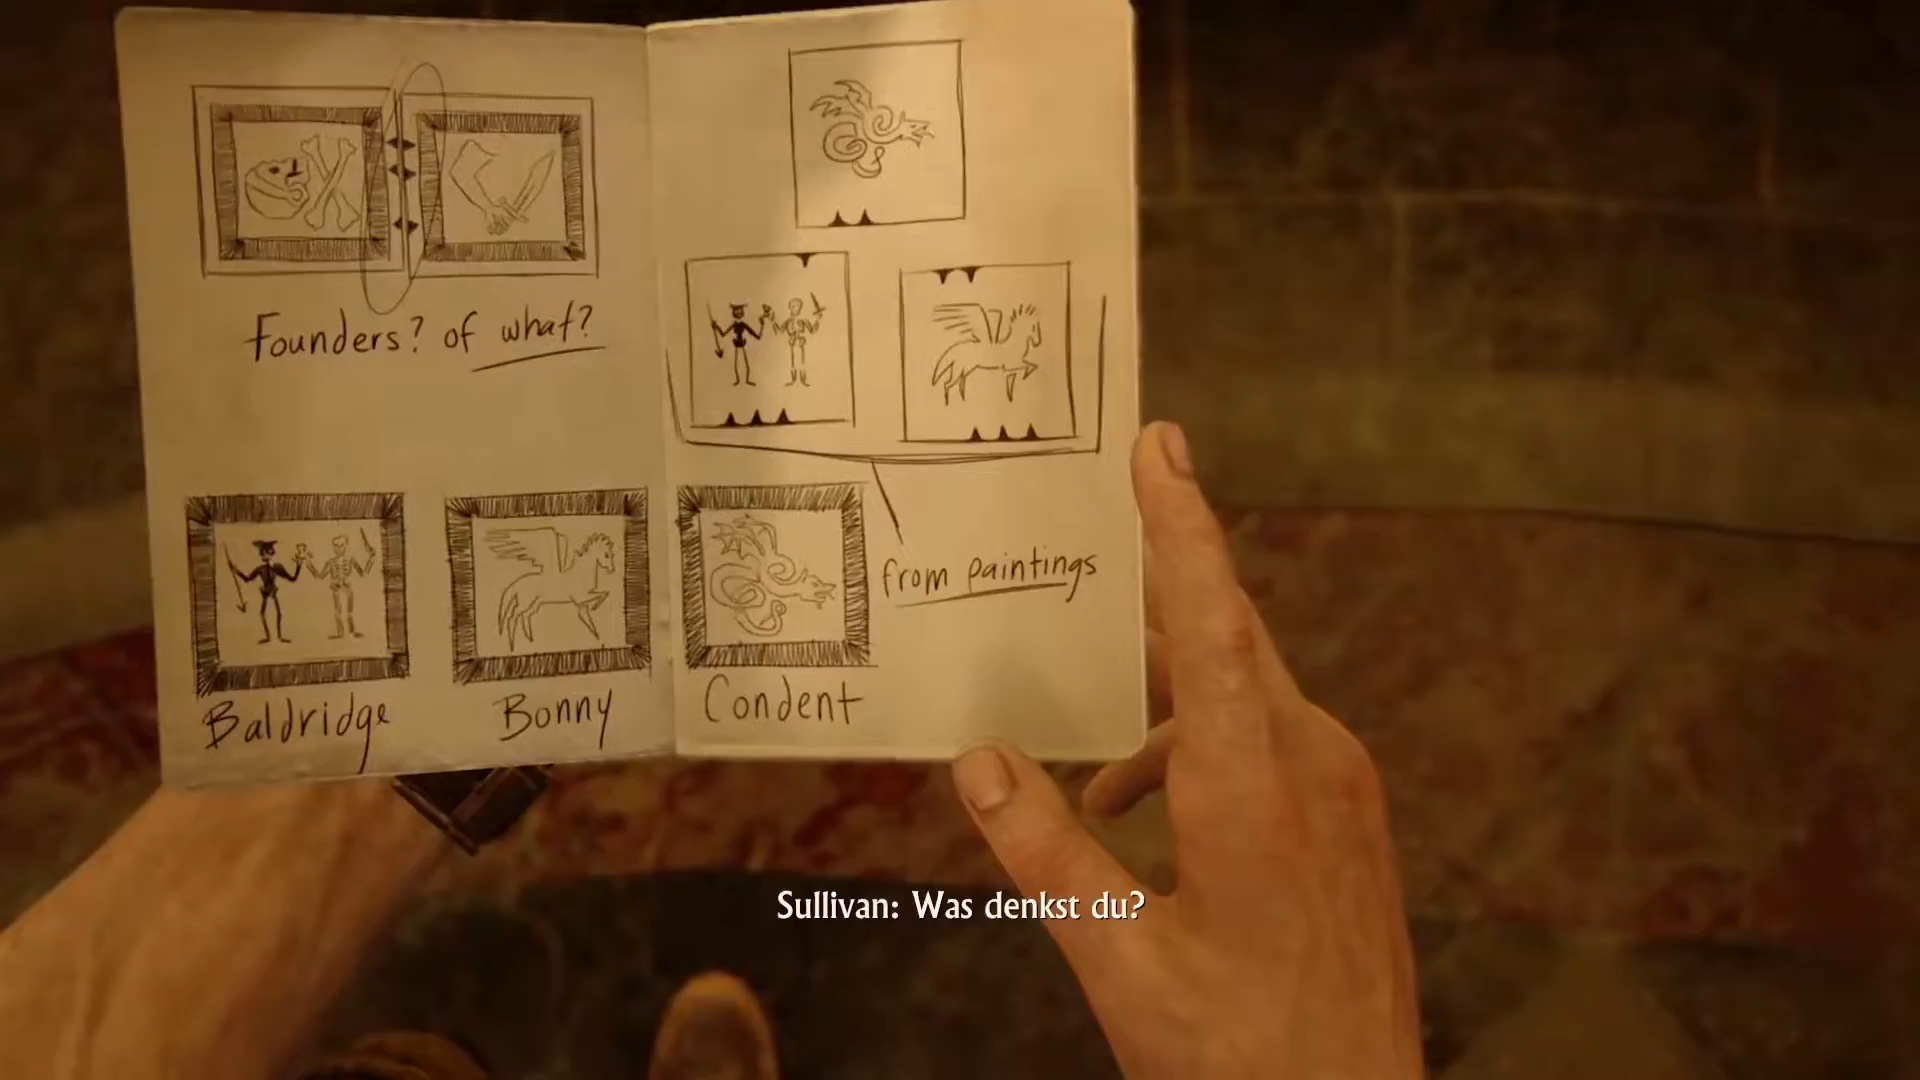 Founders? of what?
from paintings
Baldridge
Bonny
Condent
Sullivan: Was denkst du?